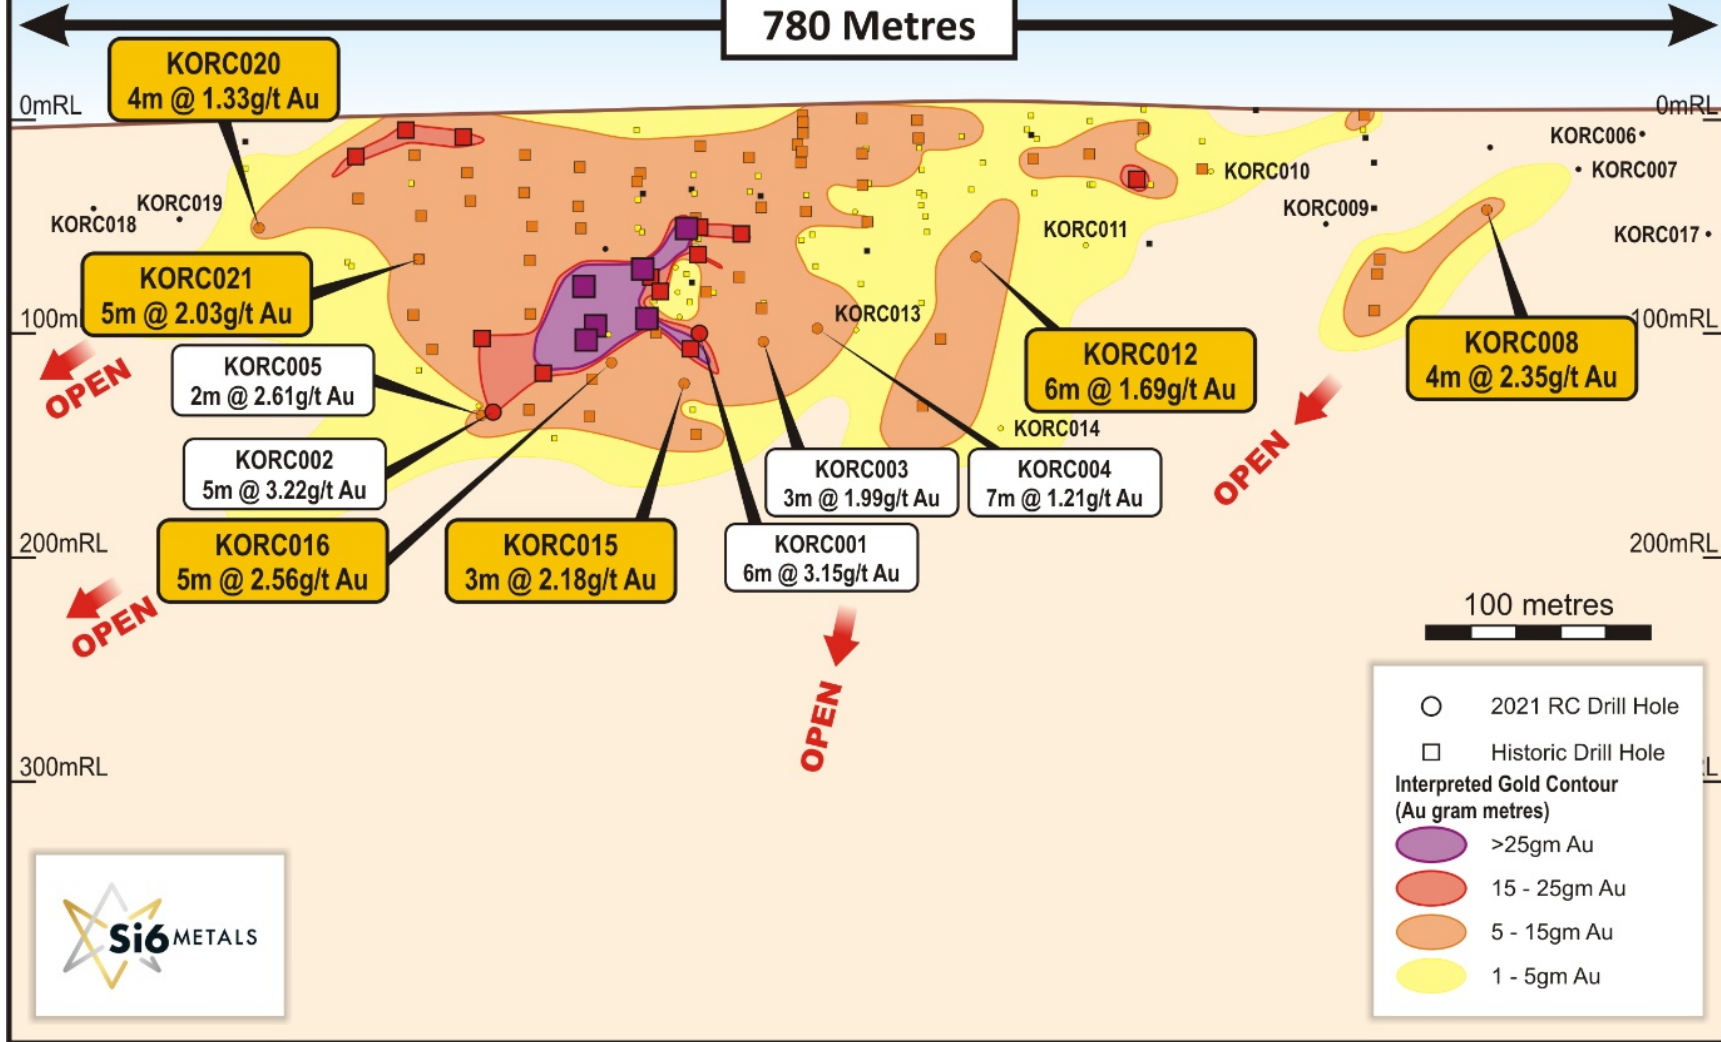 780 Metres
KORC020
4m @ 1.33g/t Au
0mRL
0mRL
KORC006
KORC007
KORC010
KORC019
KORC018
KORC009
KORC011
KORC017
KORC021
5m @ 2.03g/t Au
100m
KORC013
100mRL
KORC012
6m @ 1.69g/t Au
KORC008
4m @ 2.35g/t Au
OPEN
KORC005
2m @ 2.61g/t Au
KORC014
OPEN
KORC002
5m @ 3.22g/t Au
KORC003
3m @ 1.99g/t Au
KORC004
7m @ 1.21g/t Au
200mRL
200mRL
KORC016
5m @ 2.56g/t Au
KORC015
3m @ 2.18g/t Au
KORC001
6m @ 3.15g/t Au
OPEN
100 metres
OPEN
300mRL
L
2021 RC Drill Hole
Historic Drill Hole
Interpreted Gold Contour
(Au gram metres)
>25gm Au
15 - 25gm Au
5 - 15gm Au
1 - 5gm Au
Si6 METALS